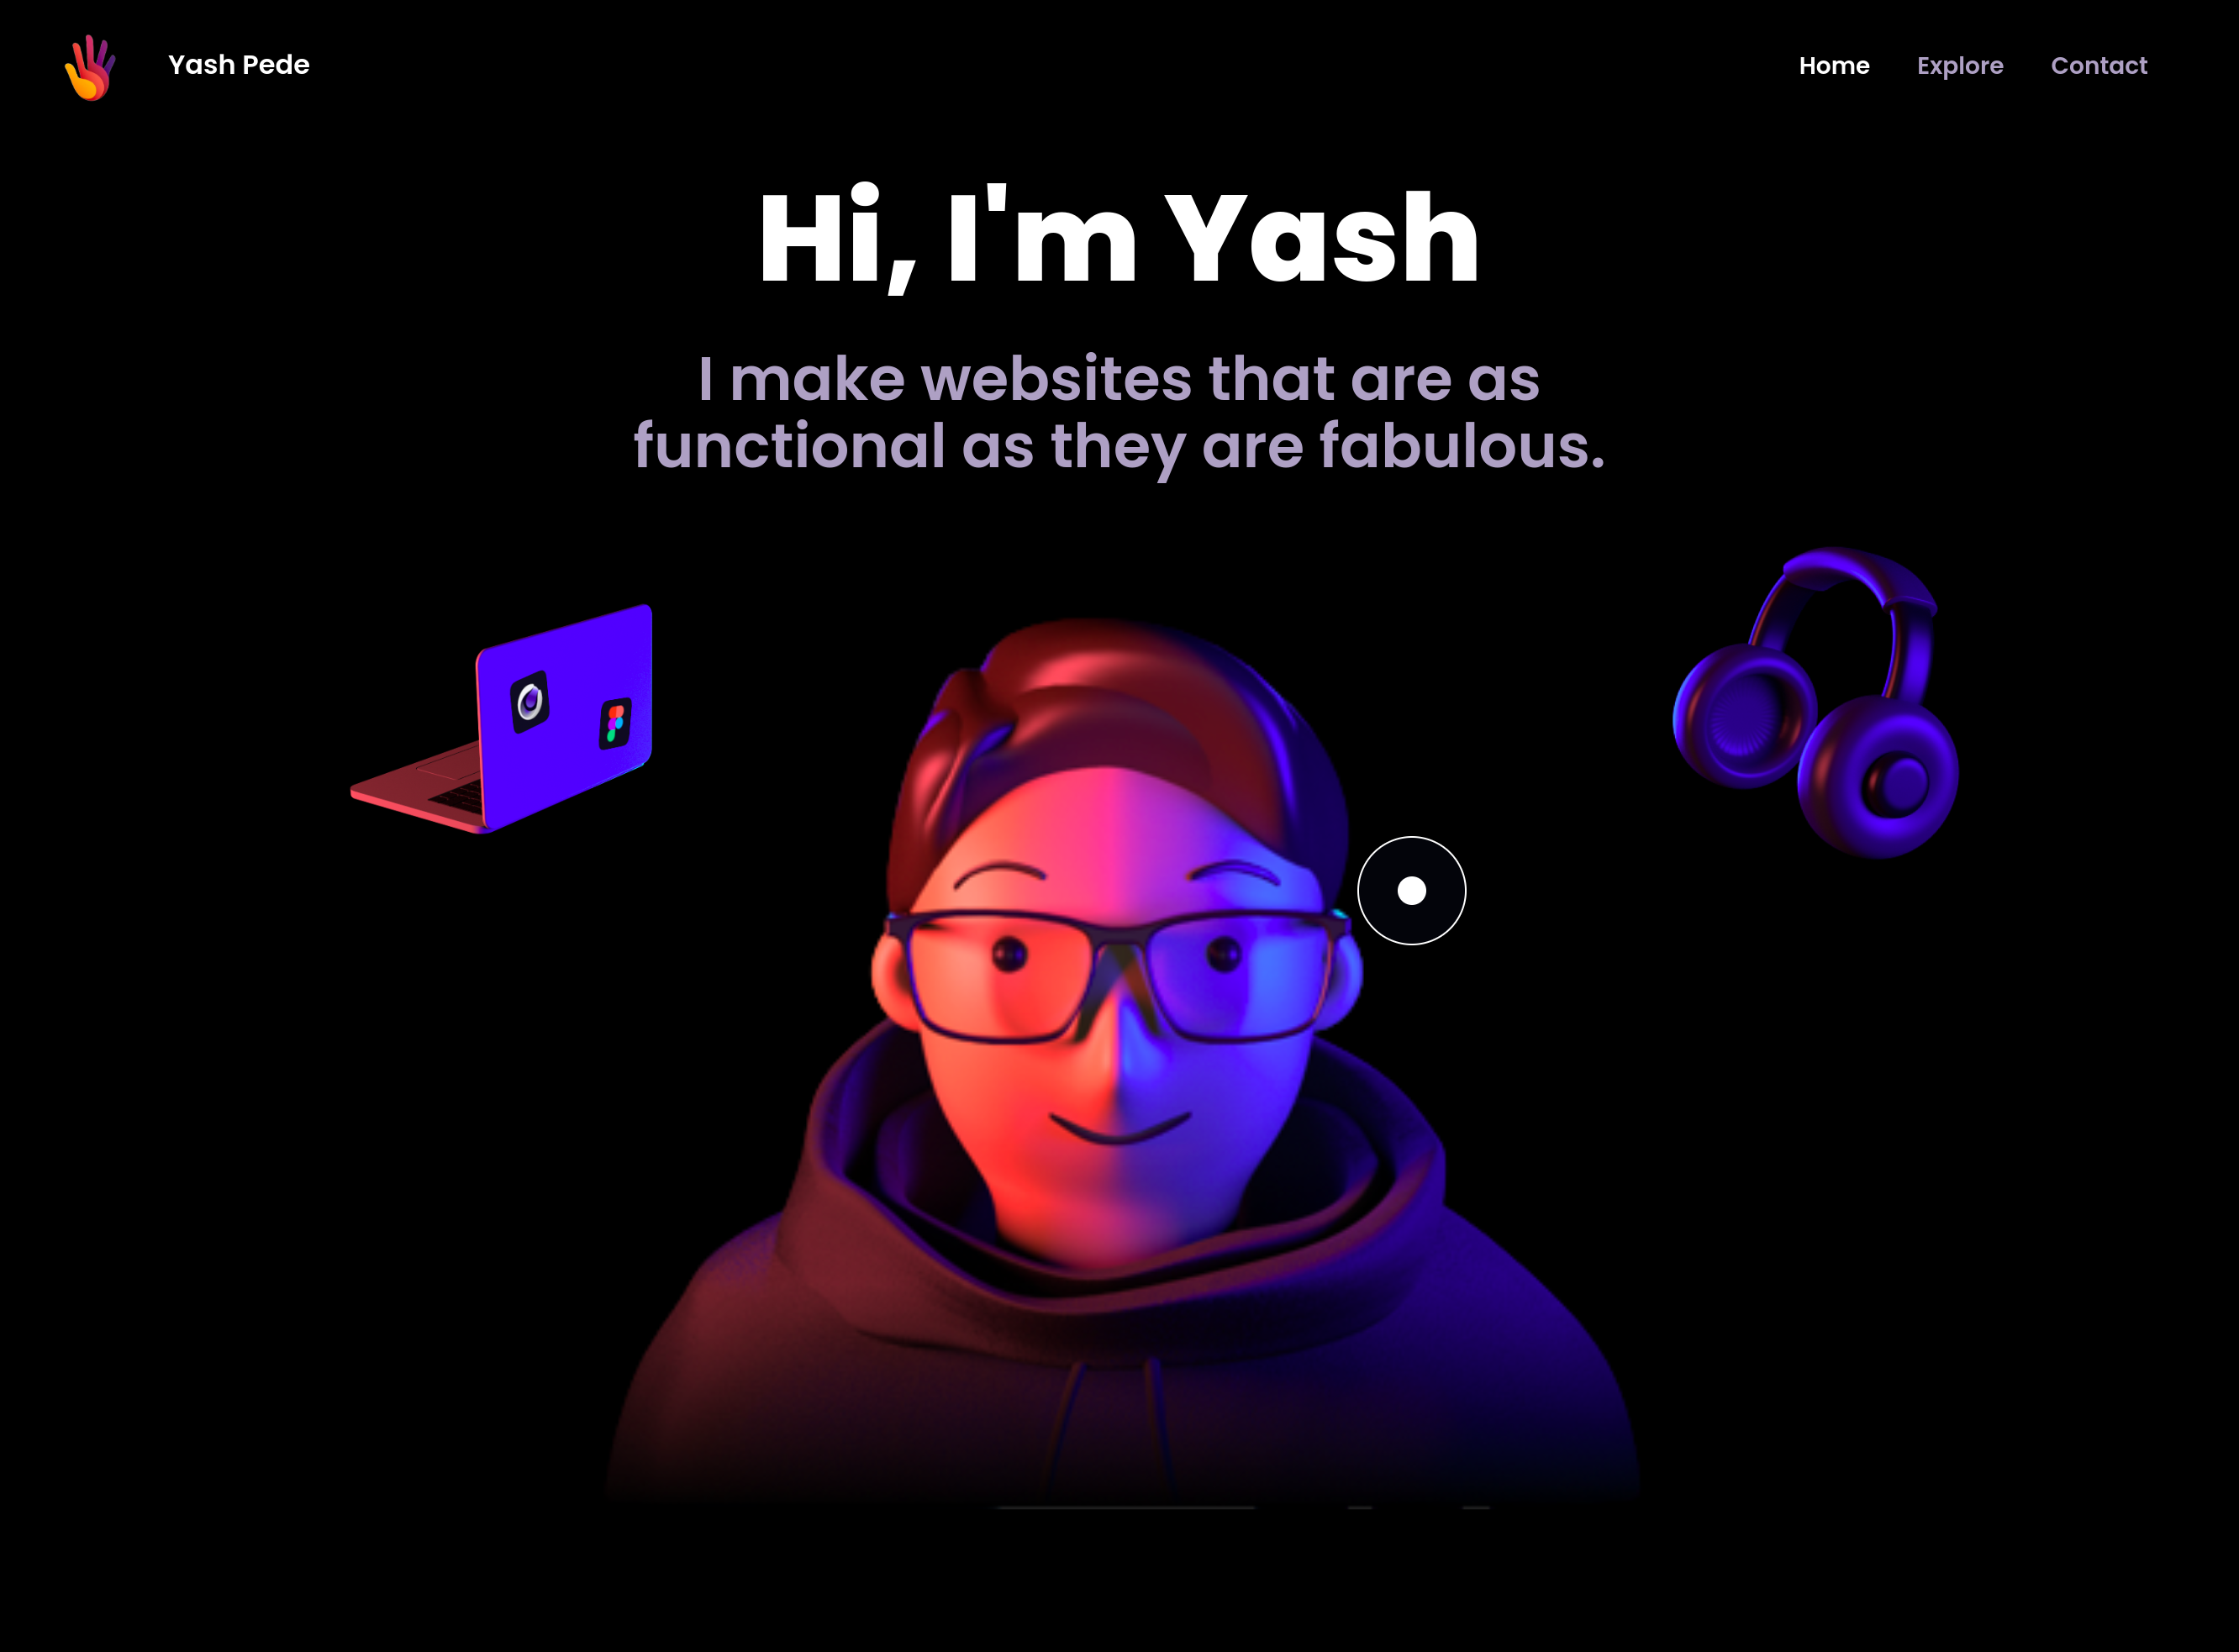 Yash Pede
Home Explore Contact
Hi, I'm Yash
I make websites that are as
functional as they are fabulous.